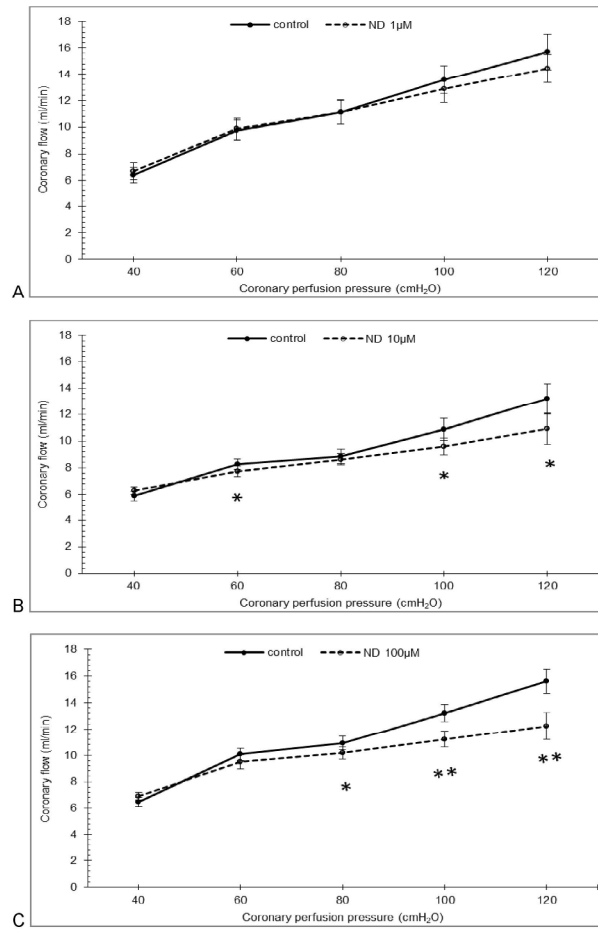 control ND 1µM
18
16
14
12
10
8
6
4
2
0
Coronary flow (ml/min)
40 60 80 100 120
Coronary perfusion pressure (cmH₂O)
A
control ND 10µM
18
16
14
12
10
8
6
4
2
0
Coronary flow (ml/min)
* * *
40 60 80 100 120
Coronary perfusion pressure (cmH₂O)
B
control ND 100µM
18
16
14
12
10
8
6
4
2
0
Coronary flow (ml/min)
* ** **
40 60 80 100 120
Coronary perfusion pressure (cmH₂O)
C